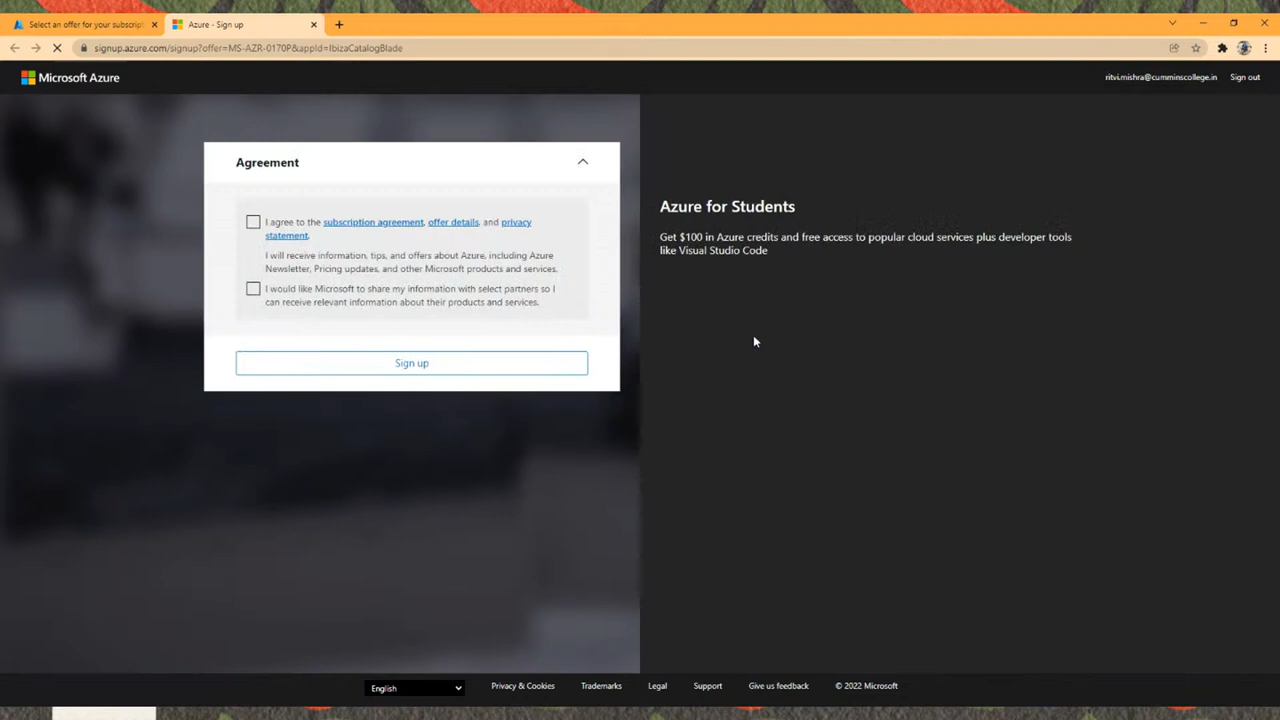 Select an offer for your subscript
Azure - Sign up
signup.azure.com/signup?offer=MS-AZR-0170P&appId=IbizaCatalogBlade
Microsoft Azure
ritvi.mishra@cumminscollege.in
Sign out
Agreement
I agree to the subscription agreement, offer details, and privacy
statement.
I will receive information, tips, and offers about Azure, including Azure
Newsletter, Pricing updates, and other Microsoft products and services.
I would like Microsoft to share my information with select partners so I
can receive relevant information about their products and services.
Sign up
Azure for Students
Get $100 in Azure credits and free access to popular cloud services plus developer tools
like Visual Studio Code
English
Privacy & Cookies
Trademarks
Legal
Support
Give us feedback
© 2022 Microsoft